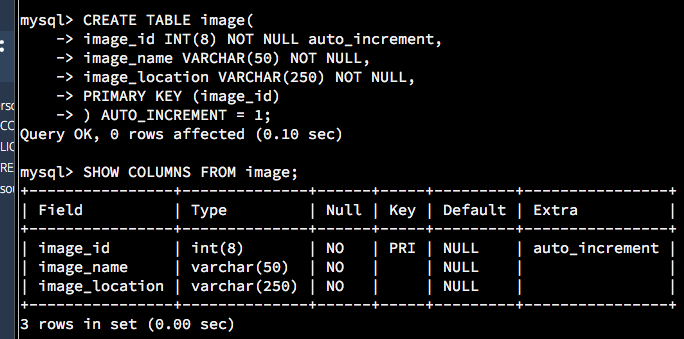 mysql> CREATE TABLE image(
    -> image_id INT(8) NOT NULL auto_increment,
    -> image_name VARCHAR(50) NOT NULL,
    -> image_location VARCHAR(250) NOT NULL,
    -> PRIMARY KEY (image_id)
    -> ) AUTO_INCREMENT = 1;
Query OK, 0 rows affected (0.10 sec)
mysql> SHOW COLUMNS FROM image;
+----------------+--------------+------+-----+---------+----------------+
| Field          | Type         | Null | Key | Default | Extra          |
+----------------+--------------+------+-----+---------+----------------+
| image_id       | int(8)       | NO   | PRI | NULL    | auto_increment |
| image_name     | varchar(50)  | NO   |     | NULL    |                |
| image_location | varchar(250) | NO   |     | NULL    |                |
+----------------+--------------+------+-----+---------+----------------+
3 rows in set (0.00 sec)